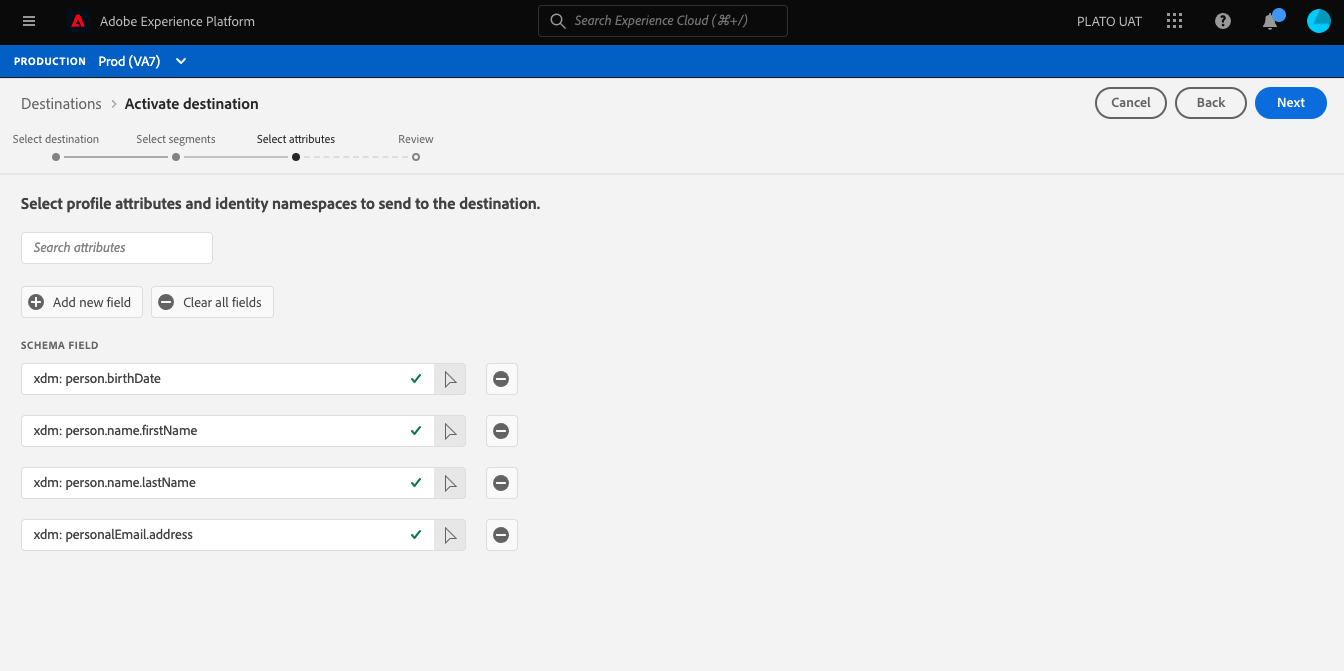 Adobe Experience Platform
Search Experience Cloud (⌘+/)
PLATO UAT
PRODUCTION Prod (VA7)
Destinations > Activate destination
Cancel Back Next
Select destination Select segments Select attributes Review
Select profile attributes and identity namespaces to send to the destination.
Search attributes
Add new field Clear all fields
SCHEMA FIELD
xdm: person.birthDate
xdm: person.name.firstName
xdm: person.name.lastName
xdm: personalEmail.address